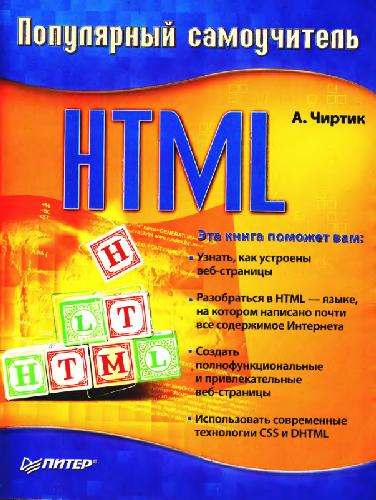 Популярный самоучитель
HTML
А. Чиртик
Эта книга поможет вам:
Узнать, как устроены
веб-страницы
Разобраться в HTML — языке,
на котором написано почти
все содержимое Интернета
Создать
полнофункциональные
и привлекательные
веб-страницы
Использовать современные
технологии CSS и DHTML
H
L T
H T M L
ПИТЕР®